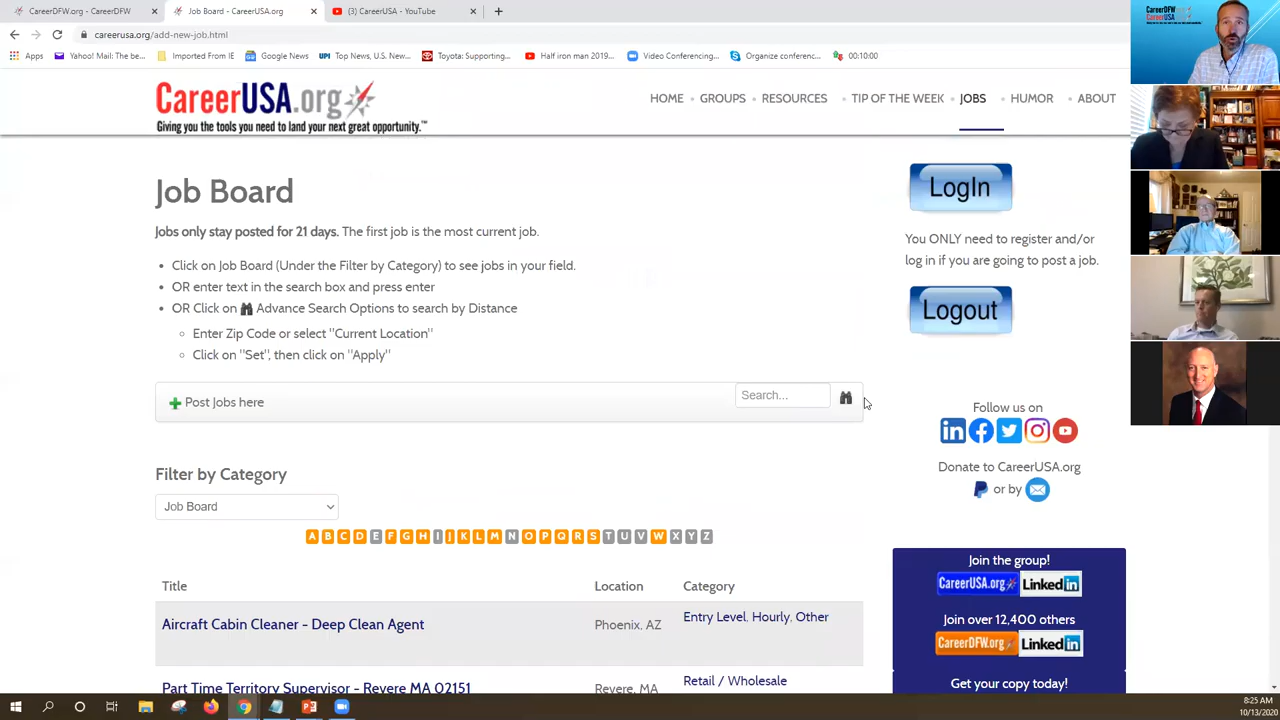 CareerDFW.org - CareerDFW
Job Board - CareerUSA.org
(3) CareerUSA - YouTube
careerusa.org/add-new-job.html
Apps
Yahoo! Mail: The be...
Imported From IE
Google News
Top News, U.S. New...
Toyota: Supporting...
Half iron man 2019...
Video Conferencing...
Organize conferenc...
00:10:00
CareerUSA.org
Giving you the tools you need to land your next great opportunity.™
HOME
GROUPS
RESOURCES
TIP OF THE WEEK
JOBS
HUMOR
ABOUT
Job Board
Jobs only stay posted for 21 days. The first job is the most current job.
Click on Job Board (Under the Filter by Category) to see jobs in your field.
OR enter text in the search box and press enter
OR Click on Advance Search Options to search by Distance
Enter Zip Code or select "Current Location"
Click on "Set", then click on "Apply"
Post Jobs here
Search...
Filter by Category
Job Board
A B C D E F G H I J K L M N O P Q R S T U V W X Y Z
Title Location Category
Aircraft Cabin Cleaner - Deep Clean Agent Phoenix, AZ Entry Level, Hourly, Other
Part Time Territory Supervisor - Revere MA 02151 Revere, MA Retail / Wholesale
LogIn
You ONLY need to register and/or
log in if you are going to post a job.
Logout
Follow us on
Donate to CareerUSA.org
or by
Join the group!
CareerUSA.org LinkedIn
Join over 12,400 others
CareerDFW.org LinkedIn
Get your copy today!
CareerDFW.org
CareerUSA.org
8:25 AM
10/13/2020